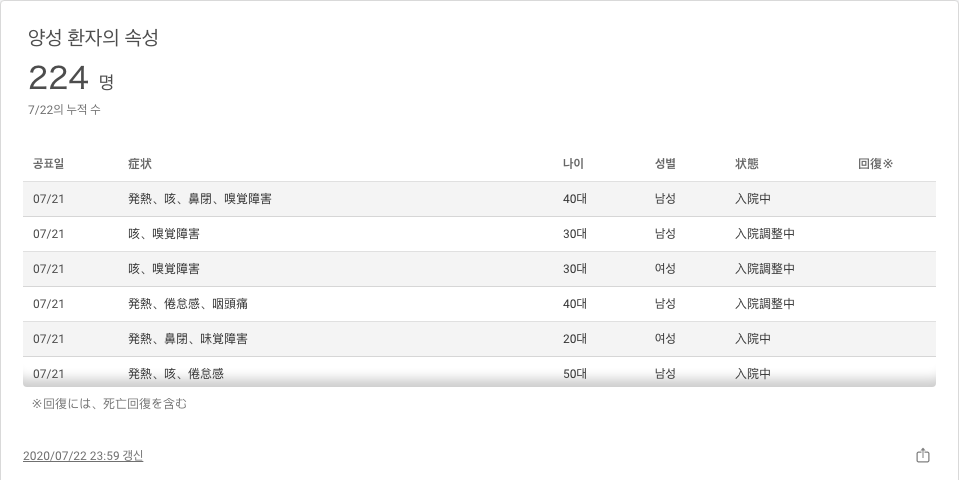 양성 환자의 속성
224 명
7/22의 누적 수
공표일 症状 나이 성별 状態 回復※
07/21 発熱、咳、鼻閉、嗅覚障害 40대 남성 入院中
07/21 咳、嗅覚障害 30대 남성 入院調整中
07/21 咳、嗅覚障害 30대 여성 入院調整中
07/21 発熱、倦怠感、咽頭痛 40대 남성 入院調整中
07/21 発熱、鼻閉、味覚障害 20대 여성 入院中
07/21 発熱、咳、倦怠感 50대 남성 入院中
※回復には、死亡回復を含む
2020/07/22 23:59 갱신